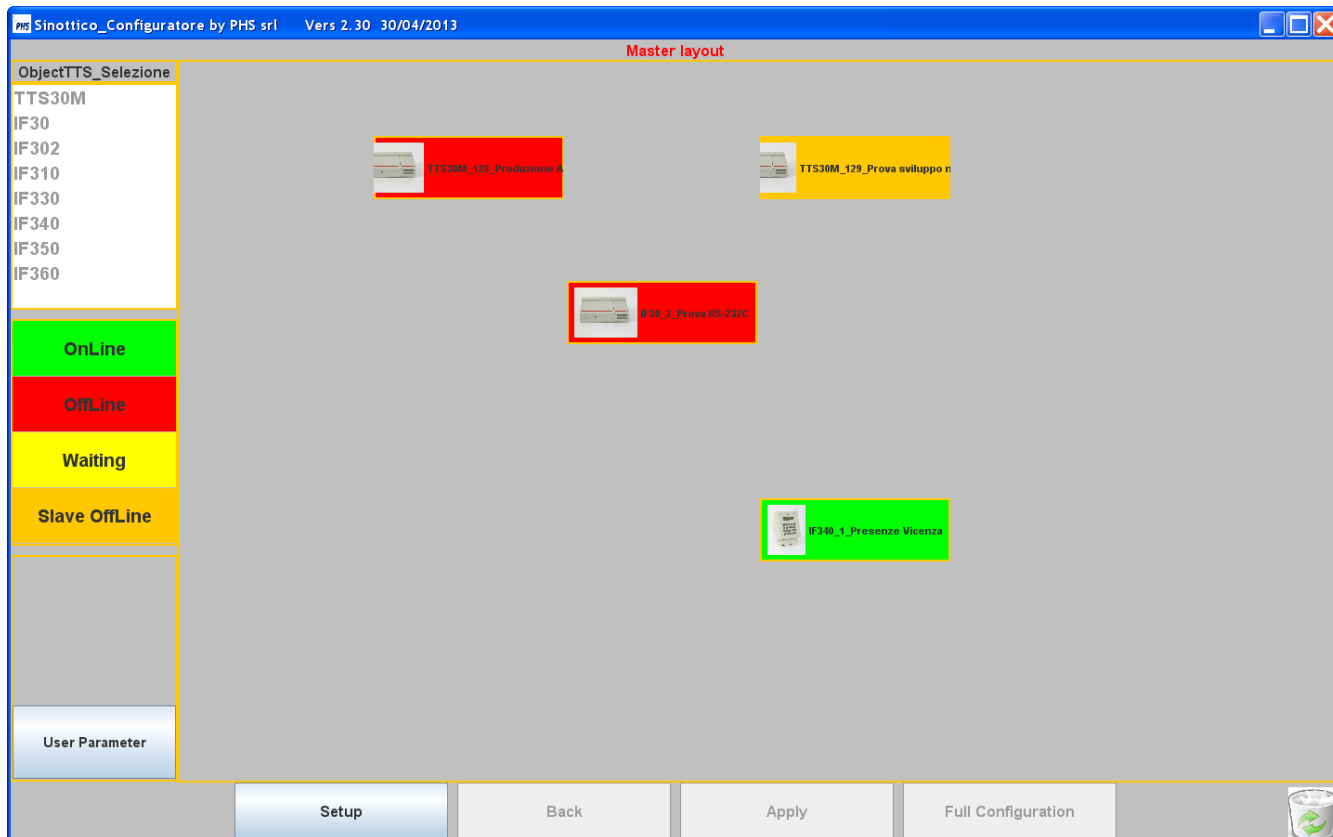 PHS Sinottico_Configuratore by PHS srl Vers 2.30 30/04/2013
Master layout
ObjectTTS_Selezione
TTS30M
IF30
IF302
IF310
IF330
IF340
IF350
IF360
OnLine
OffLine
Waiting
Slave OffLine
User Parameter
TTS30M_128_Produzione A
TTS30M_129_Prova sviluppo n
IF30_2_Prova RS-232C
IF340_1_Presenze Vicenza
Setup
Back
Apply
Full Configuration